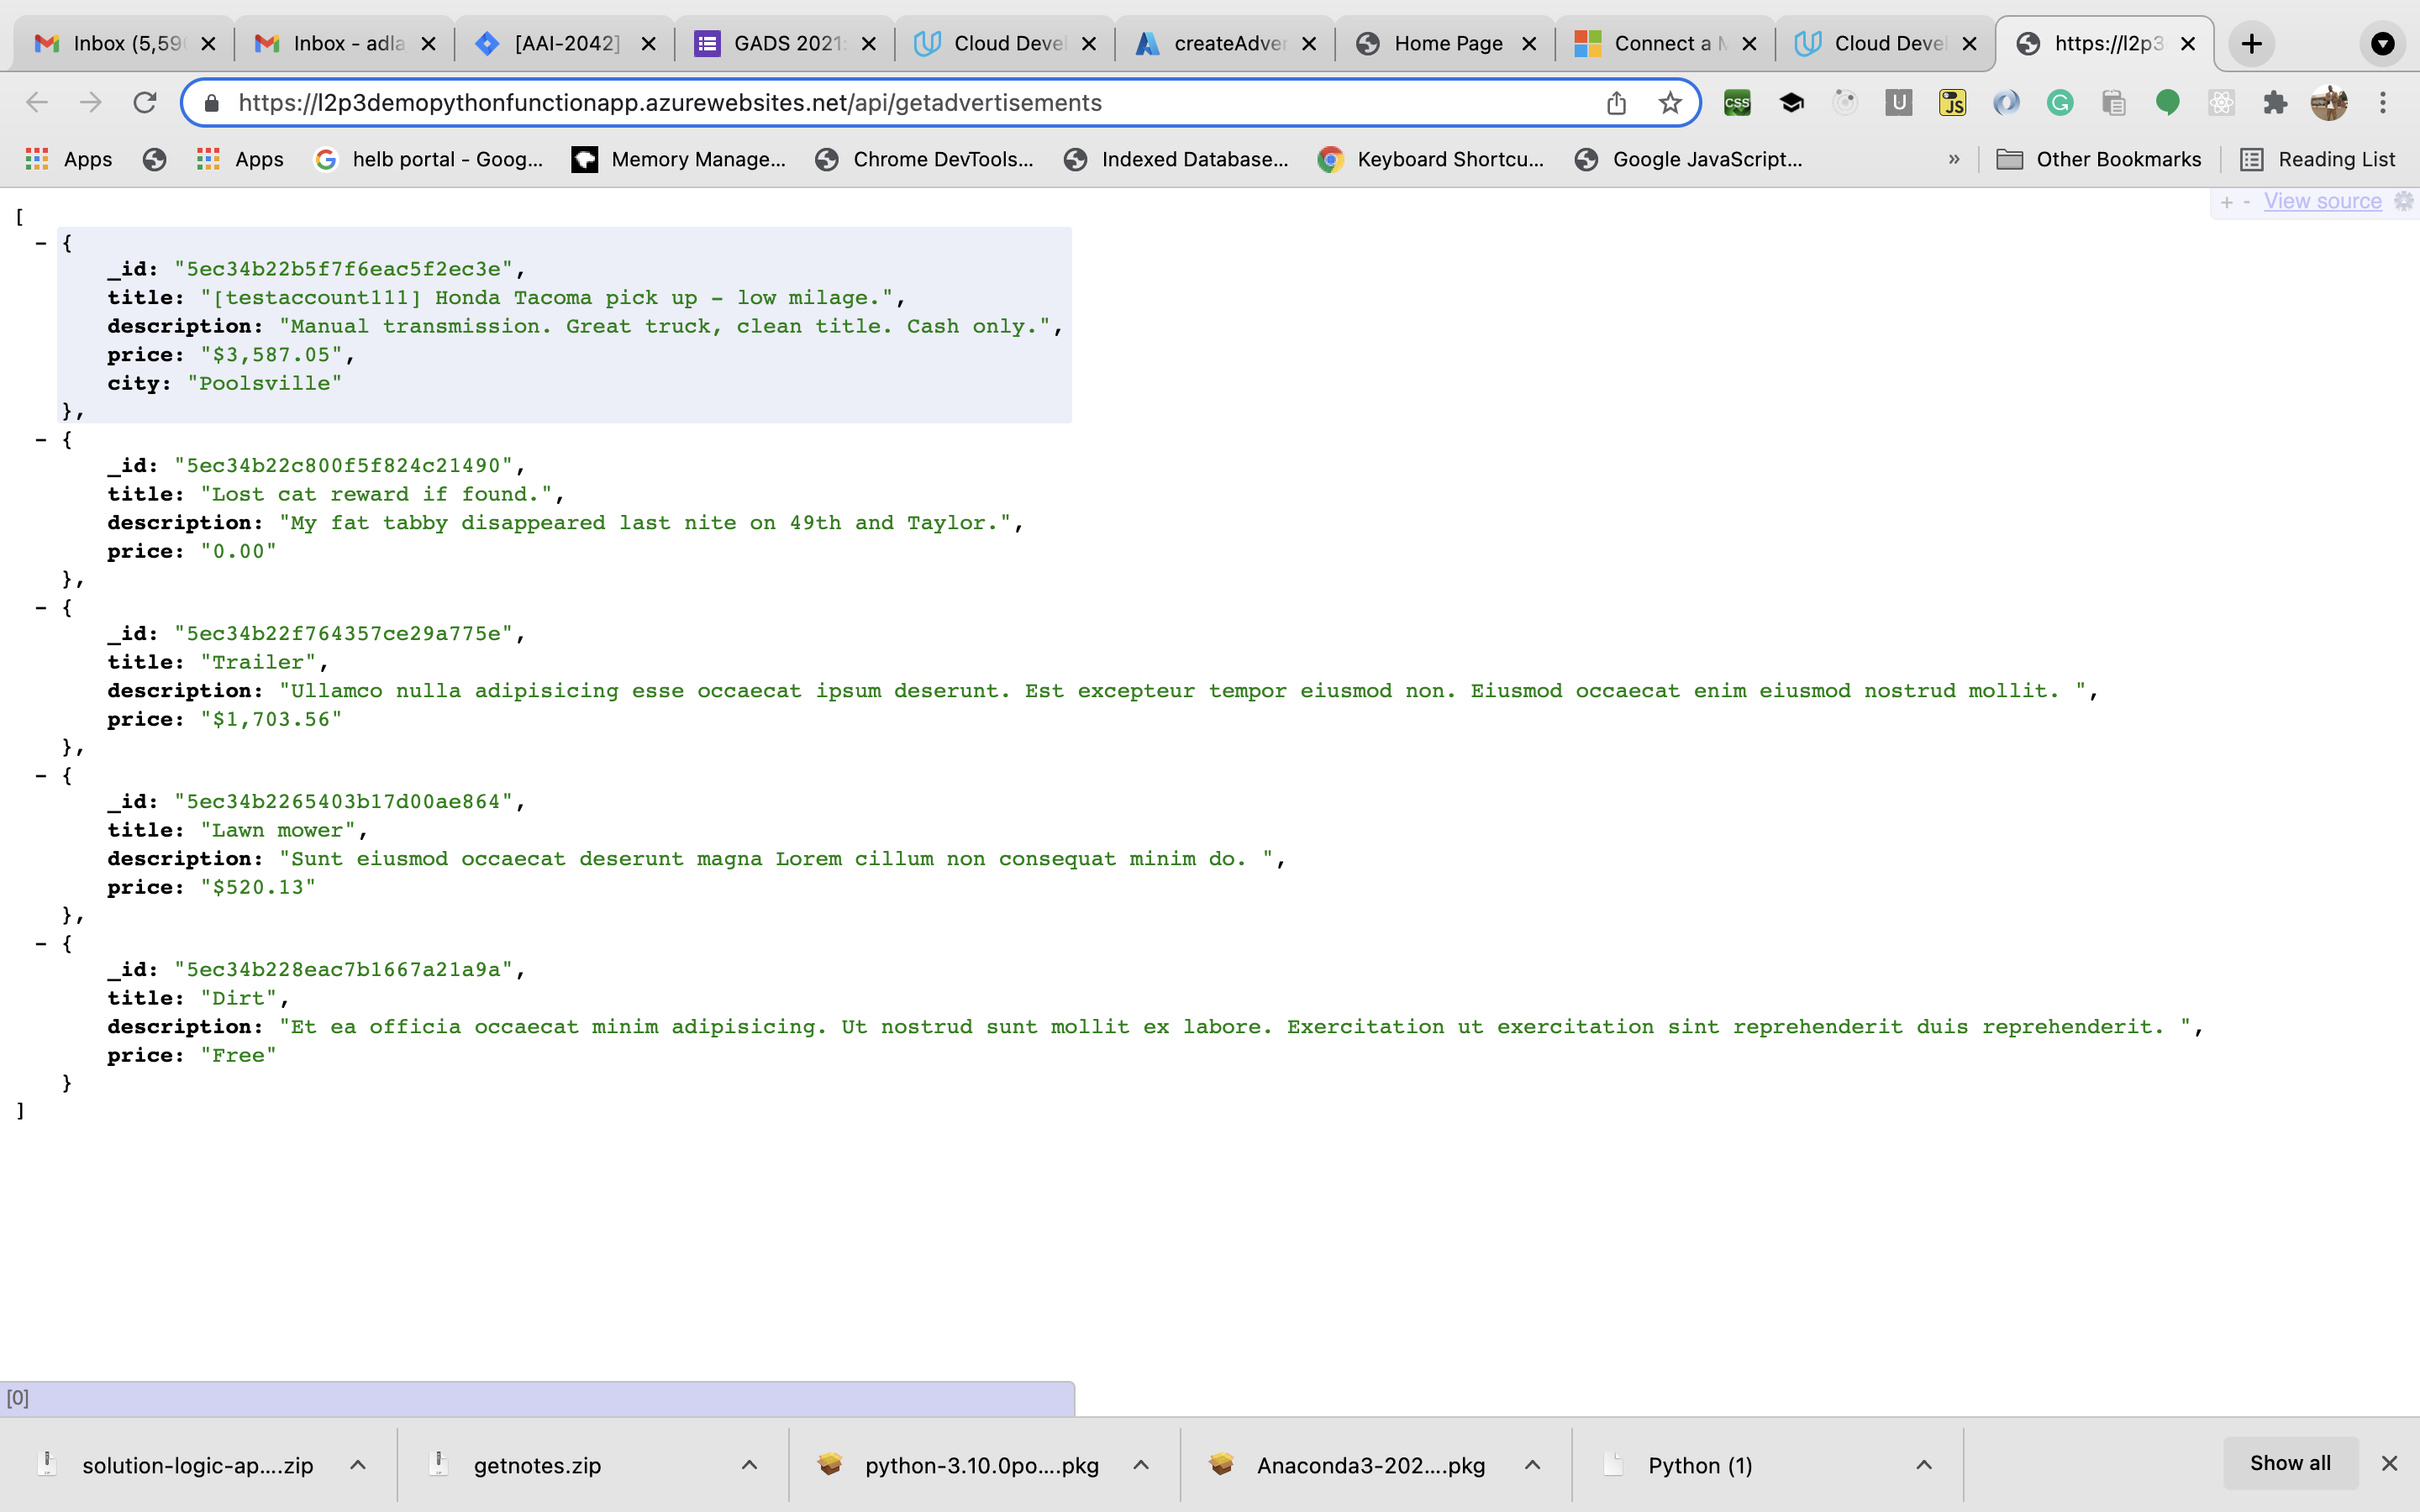 Inbox (5,59
Inbox - adla
[AAI-2042]
GADS 2021:
Cloud Deve
createAdver
Home Page
Connect a M
Cloud Deve
https://l2p3
https://l2p3demopythonfunctionapp.azurewebsites.net/api/getadvertisements
CSS
U
JS
G
Apps
Apps
helb portal - Goog...
Memory Manage...
Chrome DevTools...
Indexed Database...
Keyboard Shortcu...
Google JavaScript...
»
Other Bookmarks
Reading List
+ - View source
[
- {
_id: "5ec34b22b5f7f6eac5f2ec3e",
title: "[testaccount111] Honda Tacoma pick up - low milage.",
description: "Manual transmission. Great truck, clean title. Cash only.",
price: "$3,587.05",
city: "Poolsville"
},
- {
_id: "5ec34b22c800f5f824c21490",
title: "Lost cat reward if found.",
description: "My fat tabby disappeared last nite on 49th and Taylor.",
price: "0.00"
},
- {
_id: "5ec34b22f764357ce29a775e",
title: "Trailer",
description: "Ullamco nulla adipisicing esse occaecat ipsum deserunt. Est excepteur tempor eiusmod non. Eiusmod occaecat enim eiusmod nostrud mollit. ",
price: "$1,703.56"
},
- {
_id: "5ec34b2265403b17d00ae864",
title: "Lawn mower",
description: "Sunt eiusmod occaecat deserunt magna Lorem cillum non consequat minim do. ",
price: "$520.13"
},
- {
_id: "5ec34b228eac7b1667a21a9a",
title: "Dirt",
description: "Et ea officia occaecat minim adipisicing. Ut nostrud sunt mollit ex labore. Exercitation ut exercitation sint reprehenderit duis reprehenderit. ",
price: "Free"
}
]
[0]
solution-logic-ap....zip
getnotes.zip
python-3.10.0po....pkg
Anaconda3-202....pkg
Python (1)
Show all